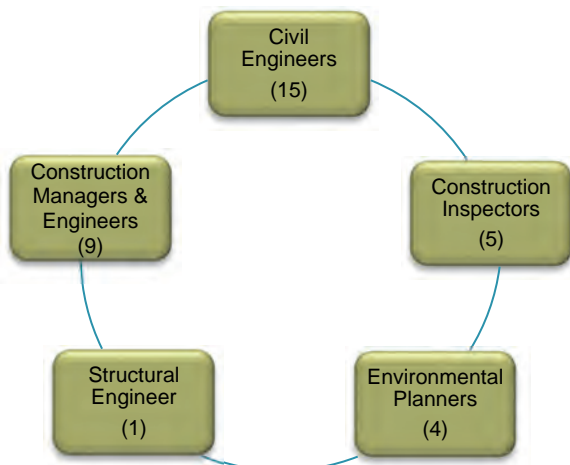 Civil
Engineers
(15)
Construction
Managers &
Engineers
(9)
Construction
Inspectors
(5)
Structural
Engineer
(1)
Environmental
Planners
(4)